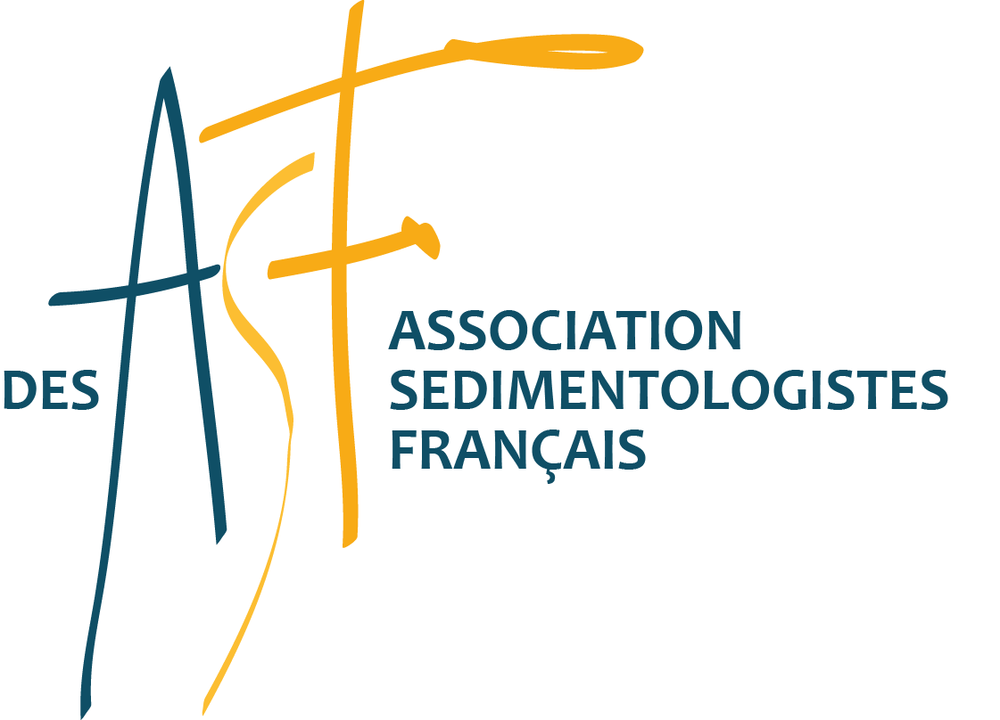 ASF
ASSOCIATION
DES SEDIMENTOLOGISTES
FRANÇAIS